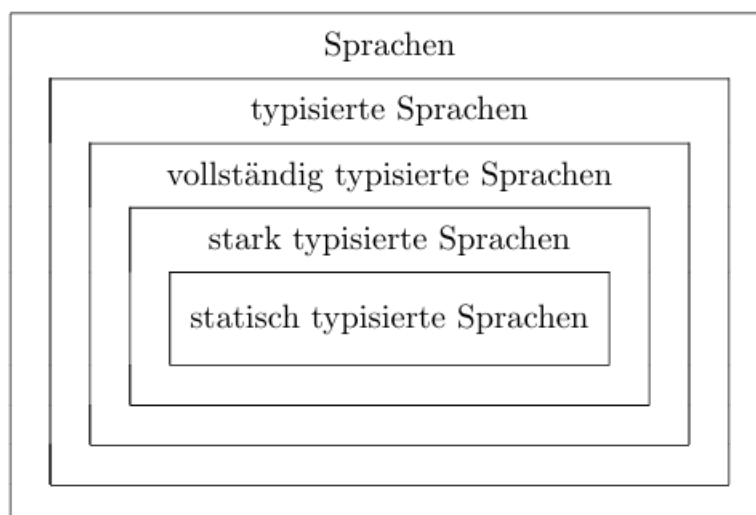 Sprachen
typisierte Sprachen
vollständig typisierte Sprachen
stark typisierte Sprachen
statisch typisierte Sprachen